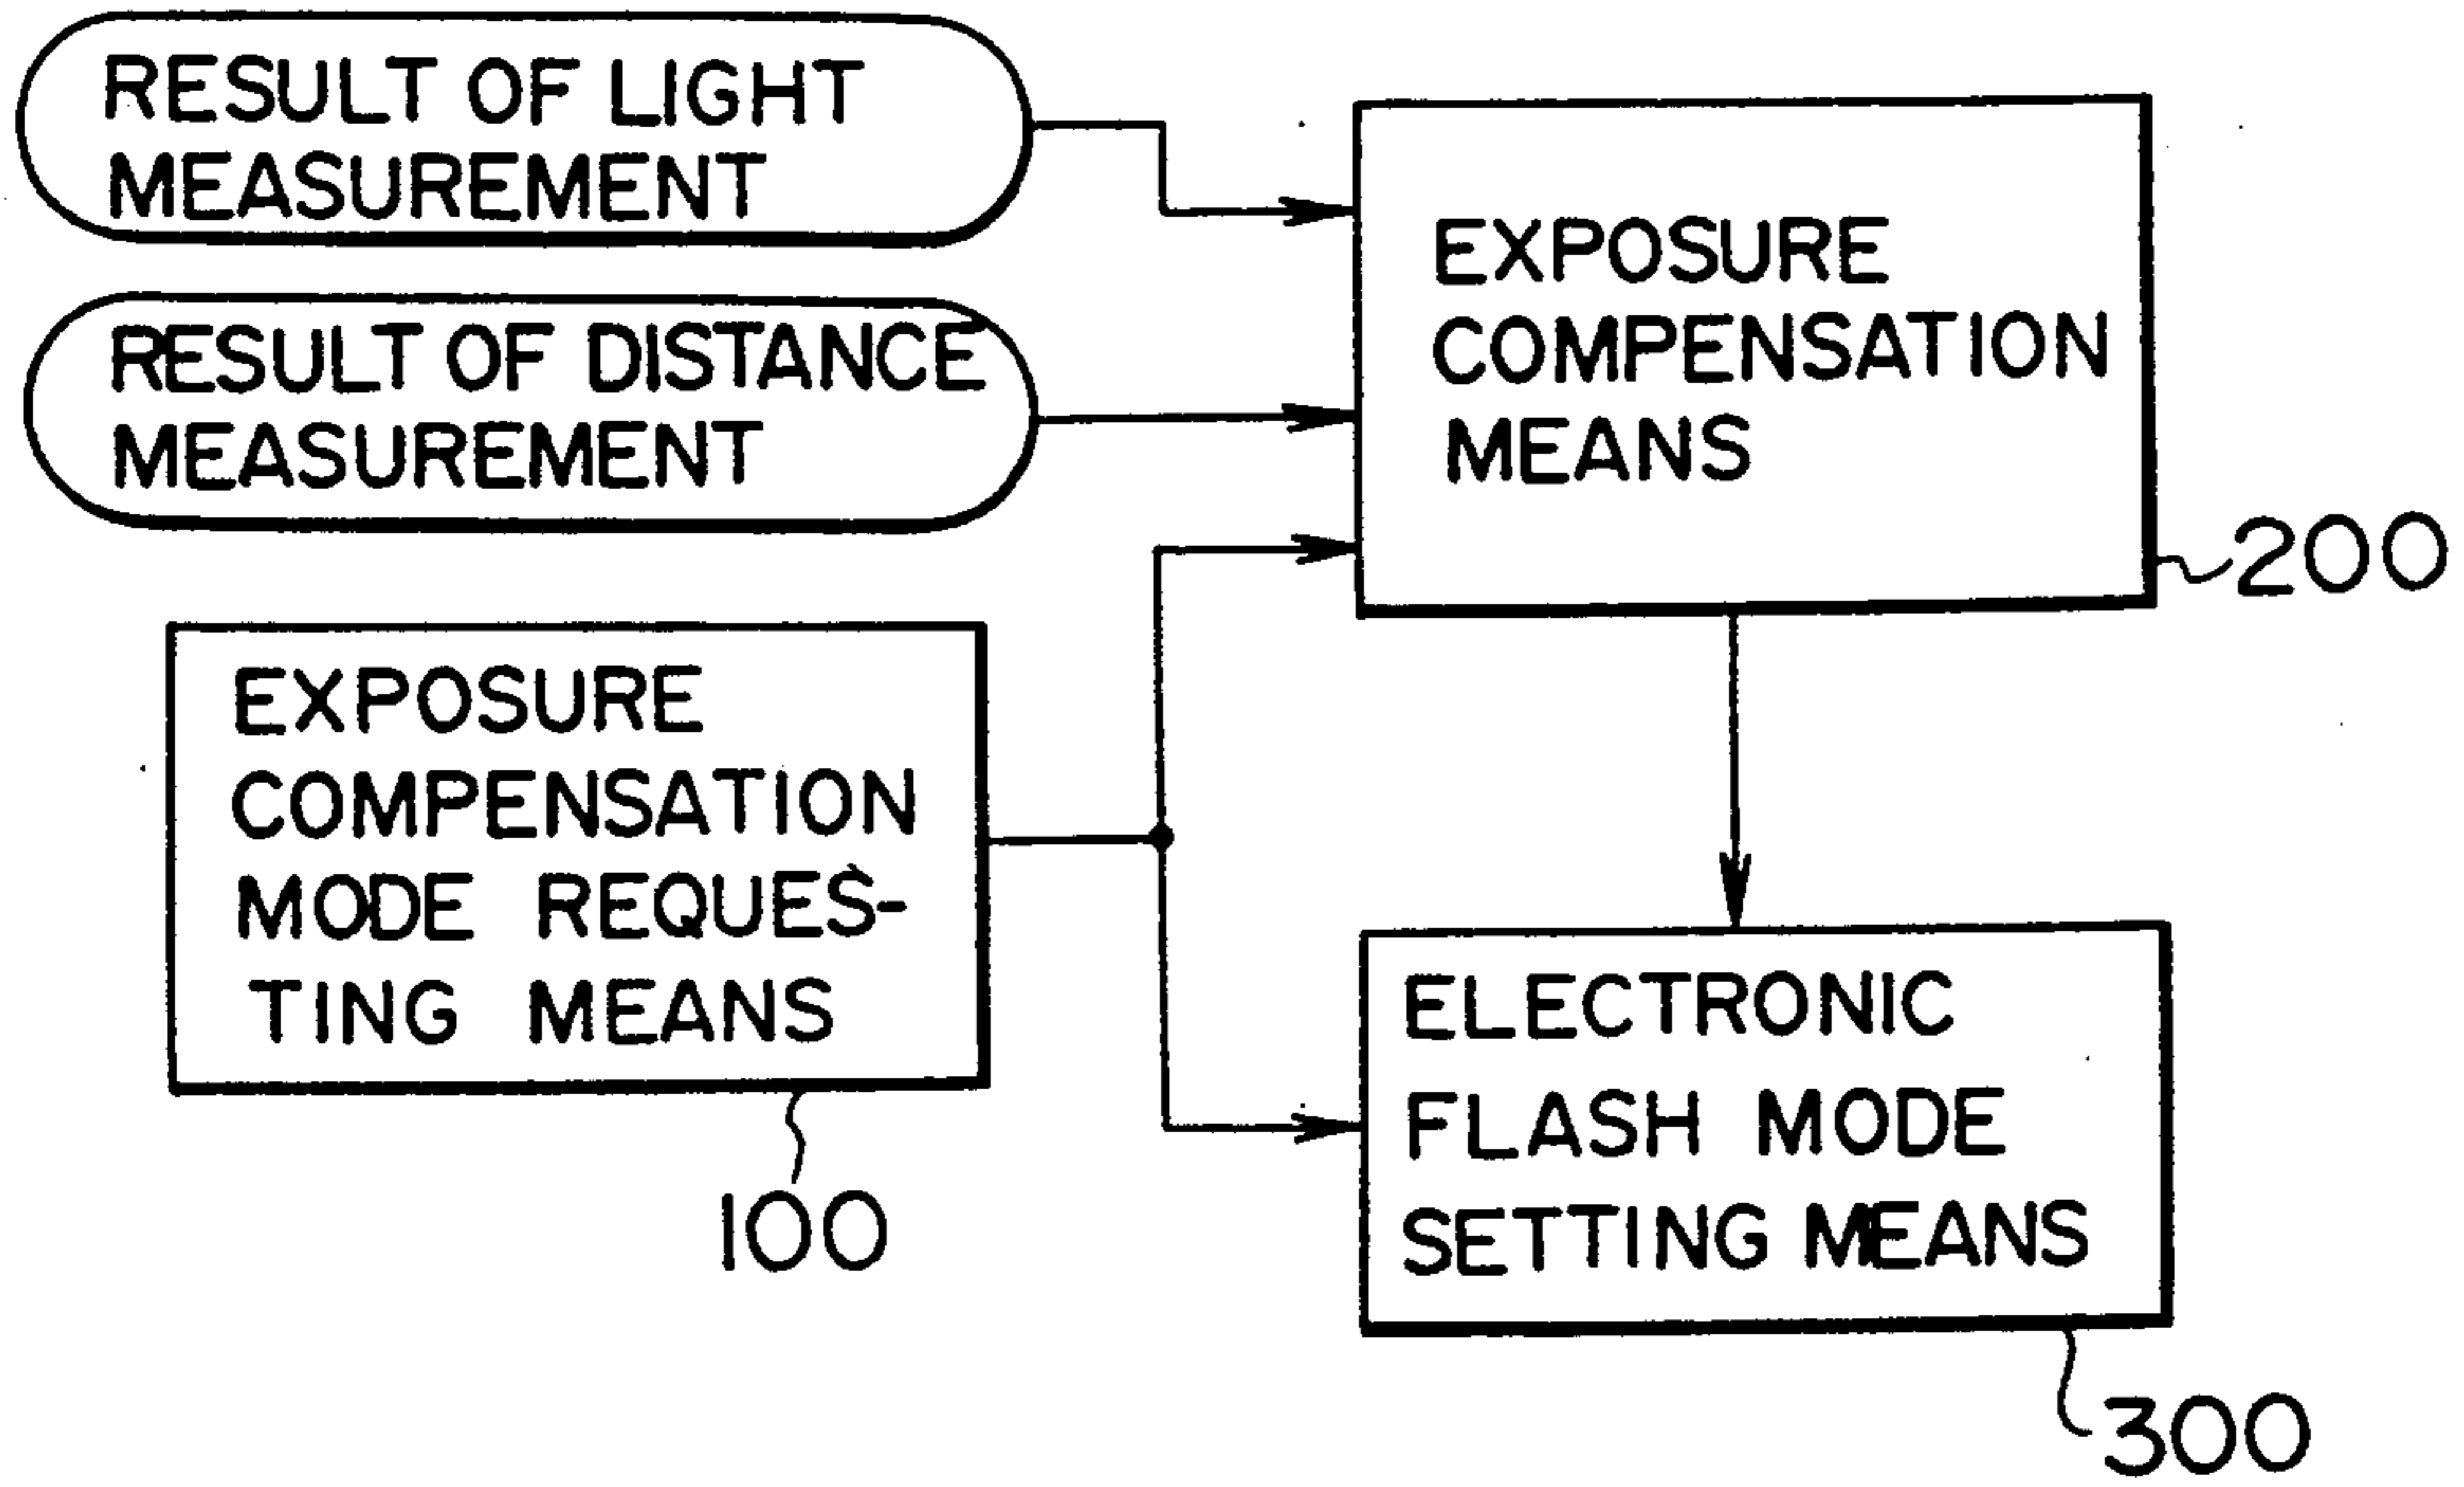 RESULT OF LIGHT
MEASUREMENT
RESULT OF DISTANCE
MEASUREMENT
EXPOSURE
COMPENSATION
MEANS
200
EXPOSURE
COMPENSATION
MODE REQUES-
TING MEANS
100
ELECTRONIC
FLASH MODE
SETTING MEANS
300